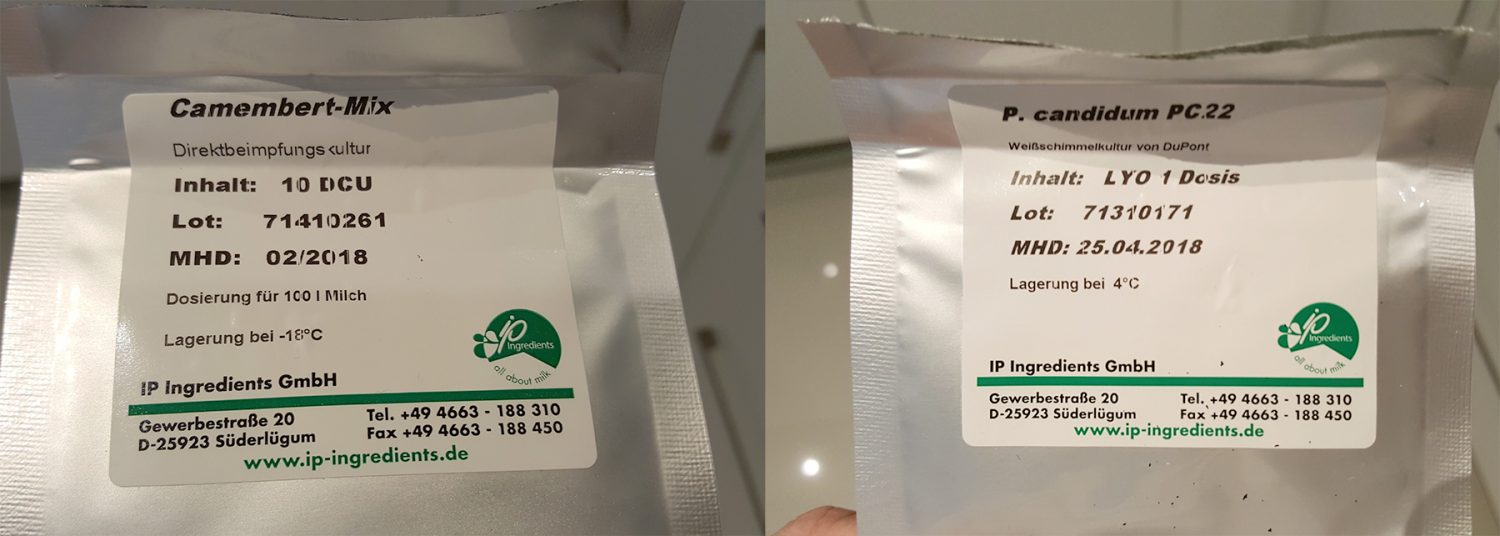 Camembert-Mix
Direktbeimpfungskultur
Inhalt: 10 DCU
Lot: 71410261
MHD: 02/2018
Dosierung für 100 l Milch
Lagerung bei -18°C
ip
Ingredients
all about milk
IP Ingredients GmbH
Gewerbestraße 20 Tel. +49 4663 - 188 310
D-25923 Süderlügum Fax +49 4663 - 188 450
www.ip-ingredients.de
P. candidum PC.22
Weißschimmelkultur von DuPont
Inhalt: LYO 1 Dosis
Lot: 71310171
MHD: 25.04.2018
Lagerung bei 4°C
ip
Ingredients
all about milk
IP Ingredients GmbH
Gewerbestraße 20 Tel. +49 4663 - 188 310
D-25923 Süderlügum Fax +49 4663 - 188 450
www.ip-ingredients.de